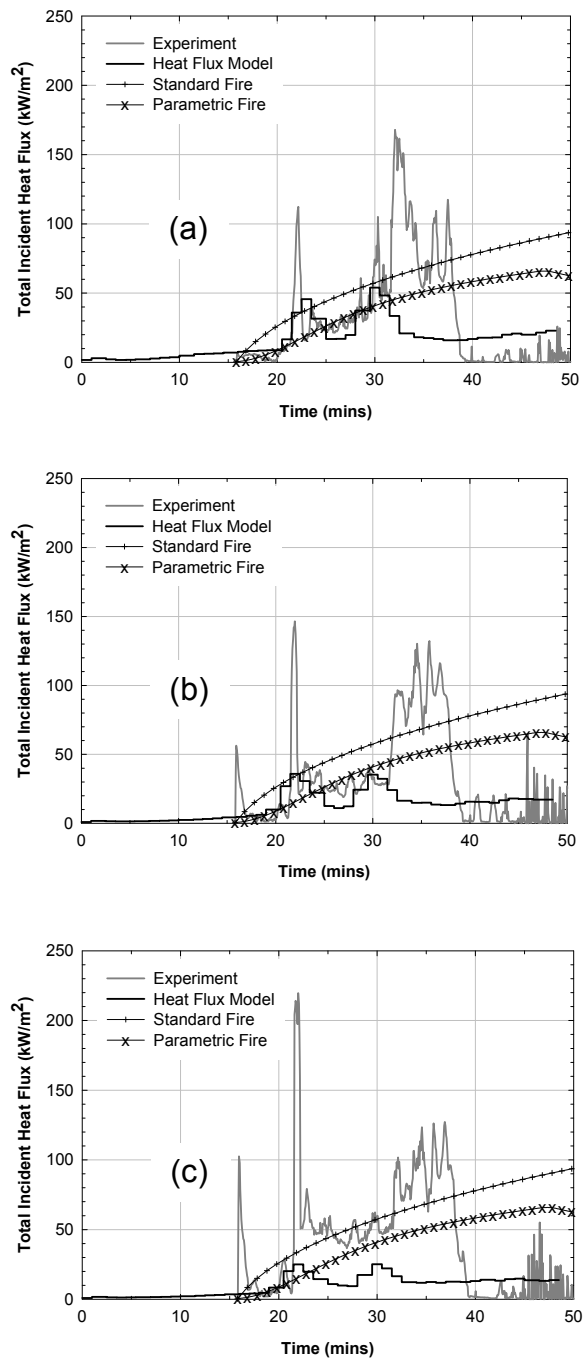 250
200
150
100
50
0
Total Incident Heat Flux (kW/m²)
Experiment
Heat Flux Model
Standard Fire
Parametric Fire
(a)
0 10 20 30 40 50
Time (mins)
250
200
150
100
50
0
Total Incident Heat Flux (kW/m²)
Experiment
Heat Flux Model
Standard Fire
Parametric Fire
(b)
0 10 20 30 40 50
Time (mins)
250
200
150
100
50
0
Total Incident Heat Flux (kW/m²)
Experiment
Heat Flux Model
Standard Fire
Parametric Fire
(c)
0 10 20 30 40 50
Time (mins)